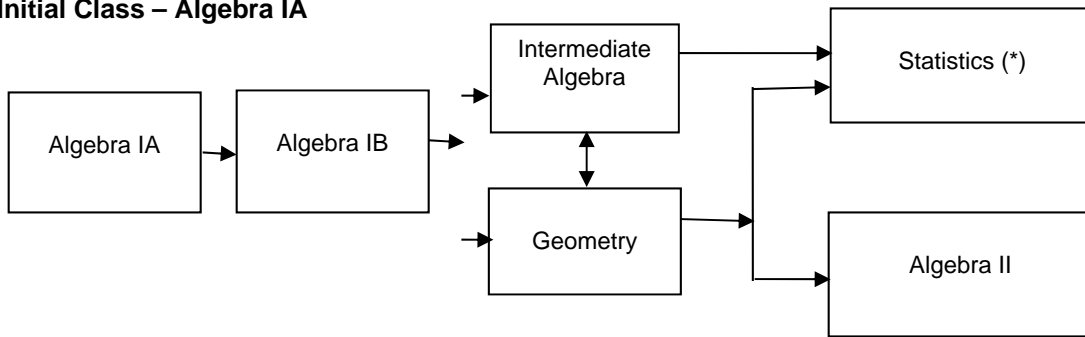 Initial Class – Algebra IA
Intermediate
Algebra
Statistics (*)
Algebra IA
Algebra IB
Geometry
Algebra II